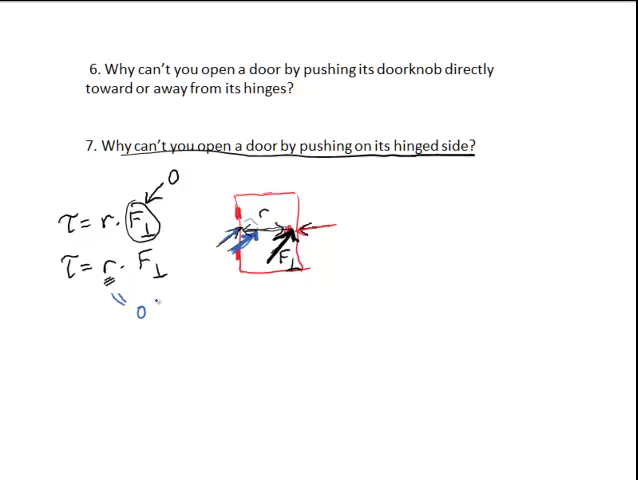 6. Why can't you open a door by pushing its doorknob directly
toward or away from its hinges?
7. Why can't you open a door by pushing on its hinged side?
0
τ = r · F⊥
r
F⊥
τ = r · F⊥
"
0